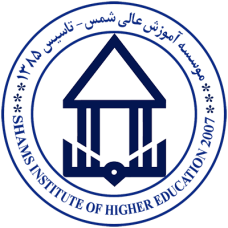 ***موسسه آموزش عالی شمس - تاسیس ۱۳۸۵***
SHAMS INSTITUTE OF HIGHER EDUCATION 2007